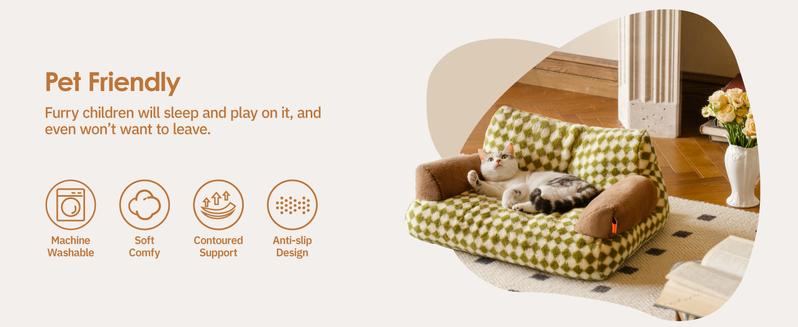 Pet Friendly
Furry children will sleep and play on it, and
even won't want to leave.
Machine
Washable
Soft
Comfy
Contoured
Support
Anti-slip
Design